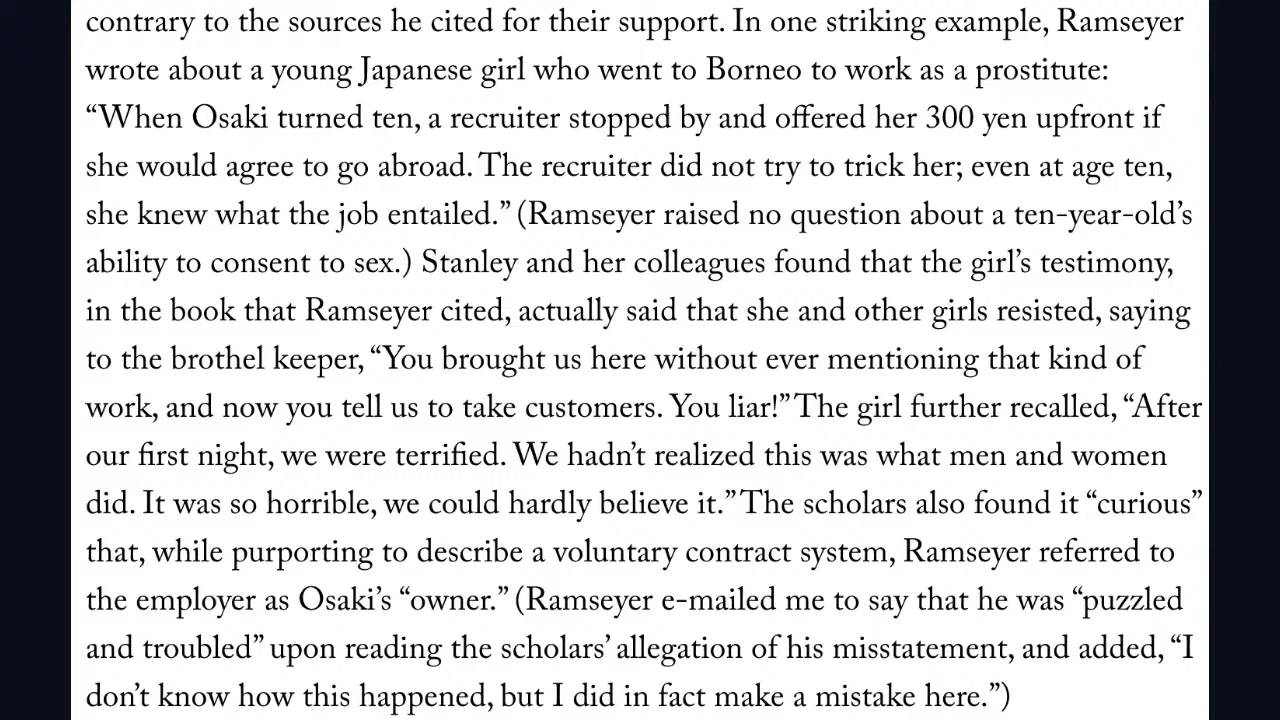 contrary to the sources he cited for their support. In one striking example, Ramseyer
wrote about a young Japanese girl who went to Borneo to work as a prostitute:
“When Osaki turned ten, a recruiter stopped by and offered her 300 yen upfront if
she would agree to go abroad. The recruiter did not try to trick her; even at age ten,
she knew what the job entailed.” (Ramseyer raised no question about a ten-year-old’s
ability to consent to sex.) Stanley and her colleagues found that the girl’s testimony,
in the book that Ramseyer cited, actually said that she and other girls resisted, saying
to the brothel keeper, “You brought us here without ever mentioning that kind of
work, and now you tell us to take customers. You liar!” The girl further recalled, “After
our first night, we were terrified. We hadn’t realized this was what men and women
did. It was so horrible, we could hardly believe it.” The scholars also found it “curious”
that, while purporting to describe a voluntary contract system, Ramseyer referred to
the employer as Osaki’s “owner.” (Ramseyer e-mailed me to say that he was “puzzled
and troubled” upon reading the scholars’ allegation of his misstatement, and added, “I
don’t know how this happened, but I did in fact make a mistake here.”)